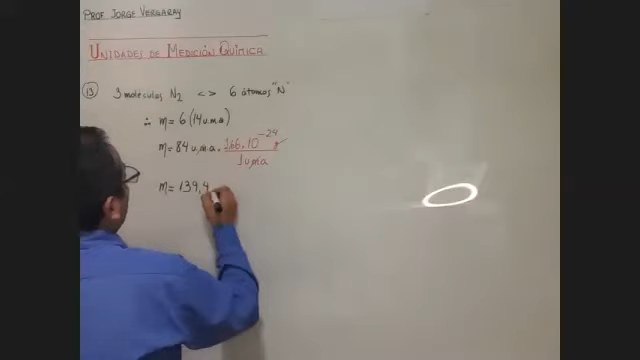 PROF JORGE VERGARAY
UNIDADES DE MEDICIÓN QUÍMICA
13 3 moléculas N2 <> 6 átomos "N"
∴ m = 6 (14 u.m.a)
m = 84 u.m.a. 1.66.10^-24 g / 1 u.m.a
m = 139,4